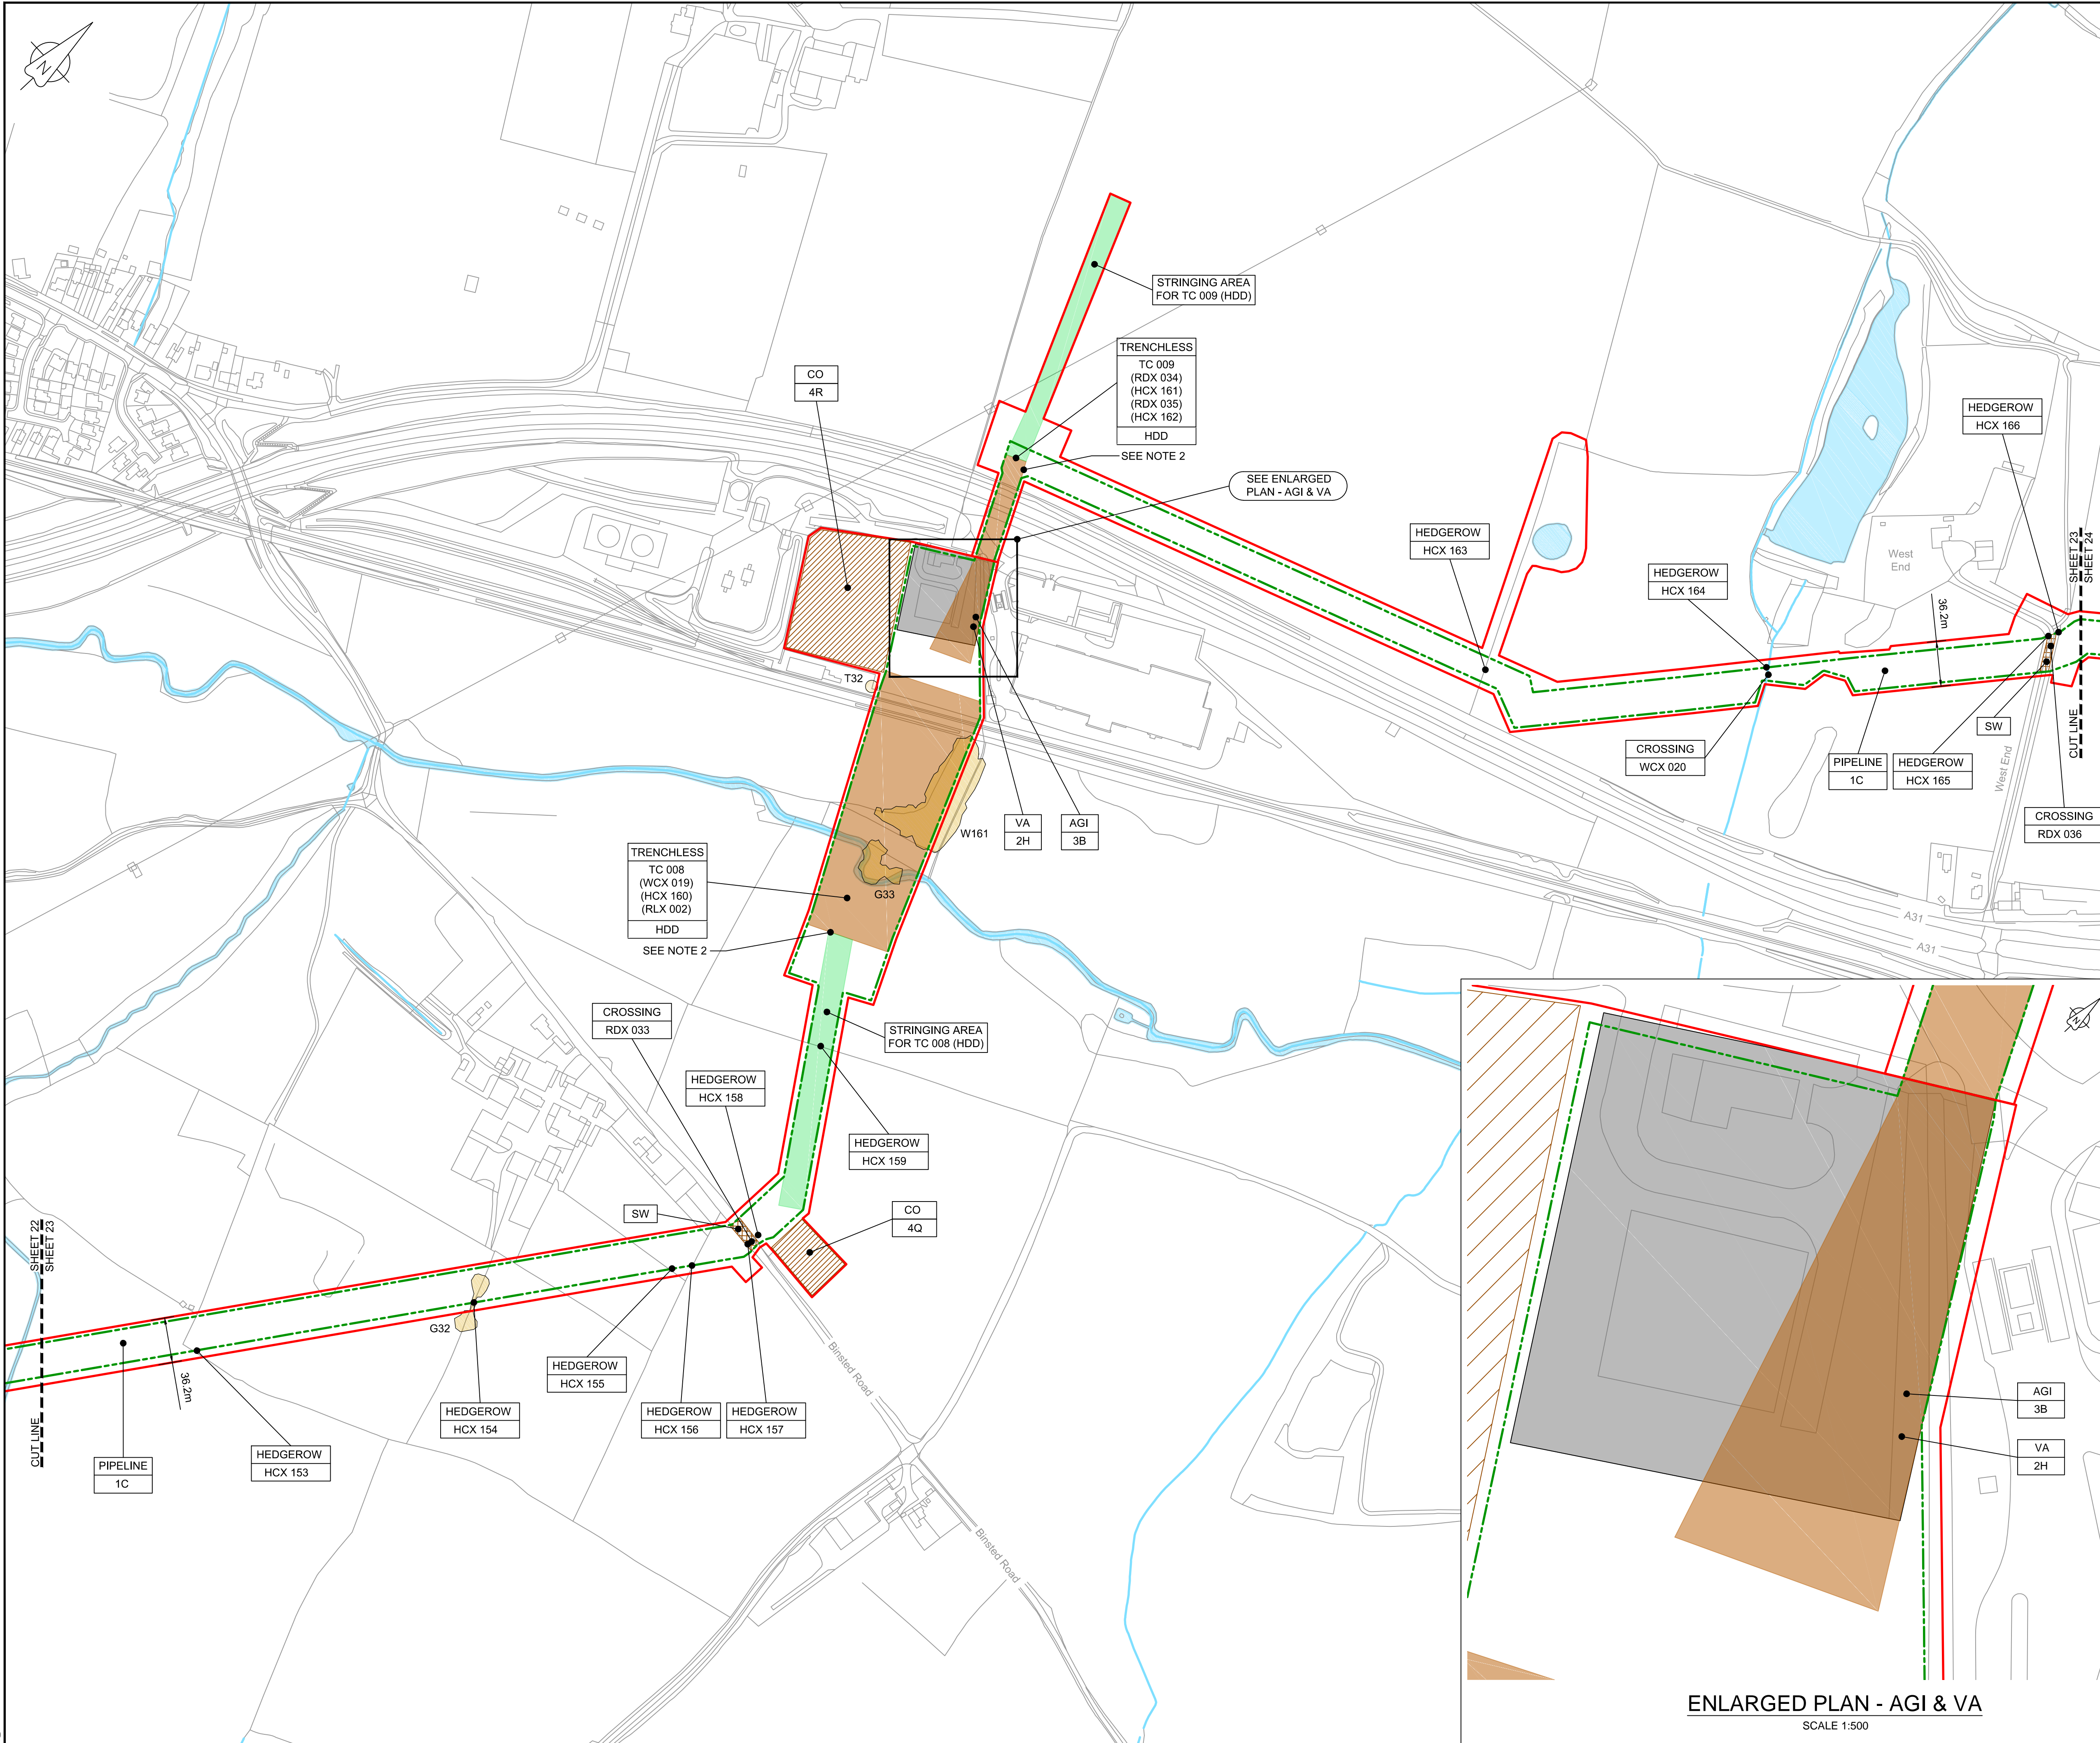 N
STRINGING AREA
FOR TC 009 (HDD)
TRENCHLESS
TC 009
(RDX 034)
(HCX 161)
(RDX 035)
(HCX 162)
HDD
SEE NOTE 2
CO
4R
SEE ENLARGED
PLAN - AGI & VA
HEDGEROW
HCX 166
HEDGEROW
HCX 163
HEDGEROW
HCX 164
West
End
SHEET 23
SHEET 24
CUT LINE
36.2m
T32
SW
CROSSING
WCX 020
PIPELINE
1C
HEDGEROW
HCX 165
West End
CROSSING
RDX 036
VA
2H
AGI
3B
W161
G33
TRENCHLESS
TC 008
(WCX 019)
(HCX 160)
(RLX 002)
HDD
SEE NOTE 2
A31
A31
CROSSING
RDX 033
STRINGING AREA
FOR TC 008 (HDD)
HEDGEROW
HCX 158
HEDGEROW
HCX 159
SW
CO
4Q
SHEET 22
SHEET 23
CUT LINE
G32
36.2m
Binsted Road
HEDGEROW
HCX 155
HEDGEROW
HCX 154
HEDGEROW
HCX 156
HEDGEROW
HCX 157
HEDGEROW
HCX 153
PIPELINE
1C
Binsted Road
N
AGI
3B
VA
2H
ENLARGED PLAN - AGI & VA
SCALE 1:500